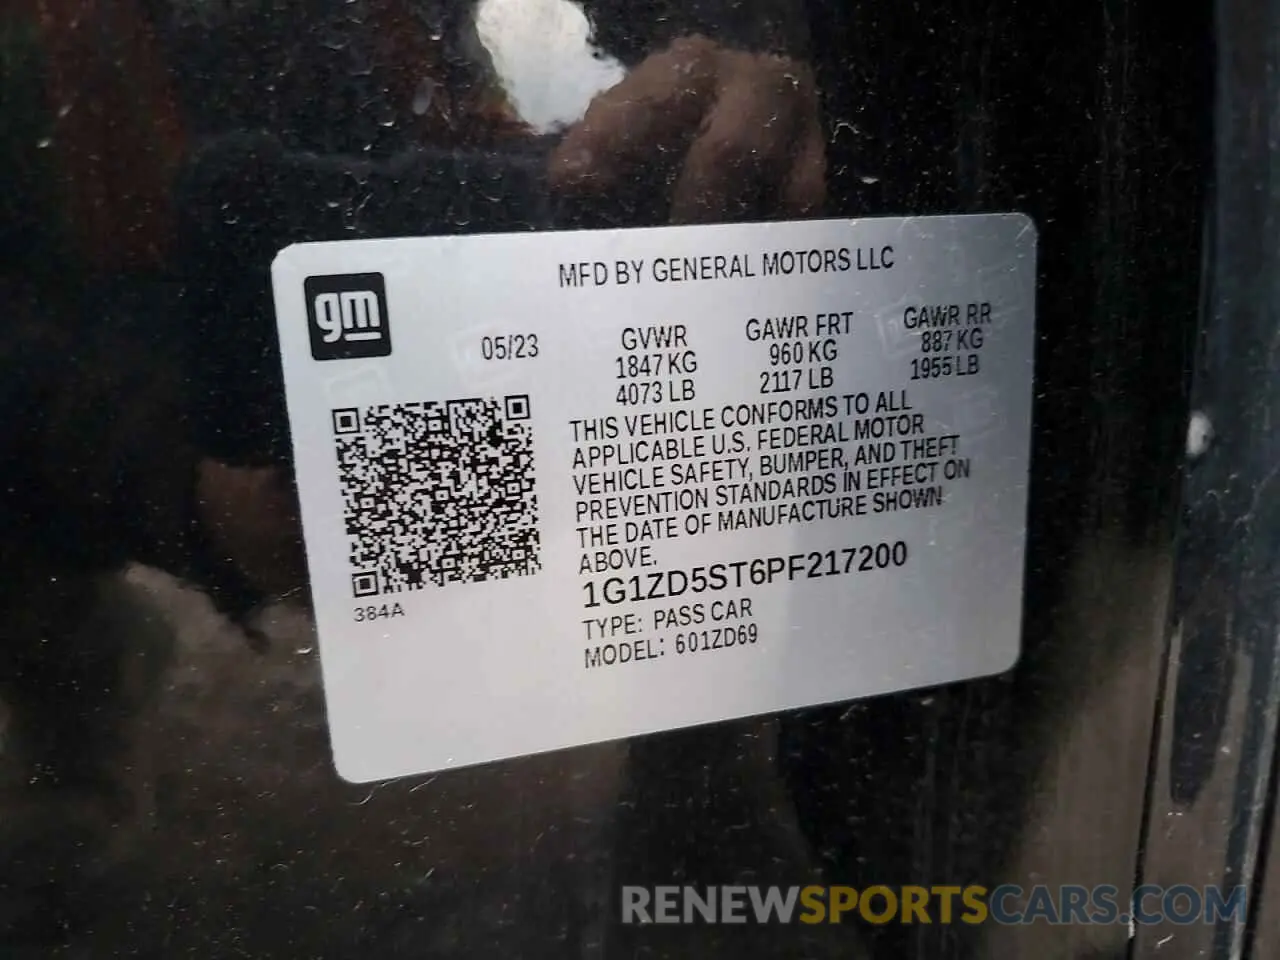 MFD BY GENERAL MOTORS LLC
gm
05/23
GVWR
1847 KG
4073 LB
GAWR FRT
960 KG
2117 LB
GAWR RR
887 KG
1955 LB
THIS VEHICLE CONFORMS TO ALL
APPLICABLE U.S. FEDERAL MOTOR
VEHICLE SAFETY, BUMPER, AND THEFT
PREVENTION STANDARDS IN EFFECT ON
THE DATE OF MANUFACTURE SHOWN
ABOVE.
1G1ZD5ST6PF217200
TYPE: PASS CAR
MODEL: 601ZD69
384A
RENEWSPORTSCARS.COM